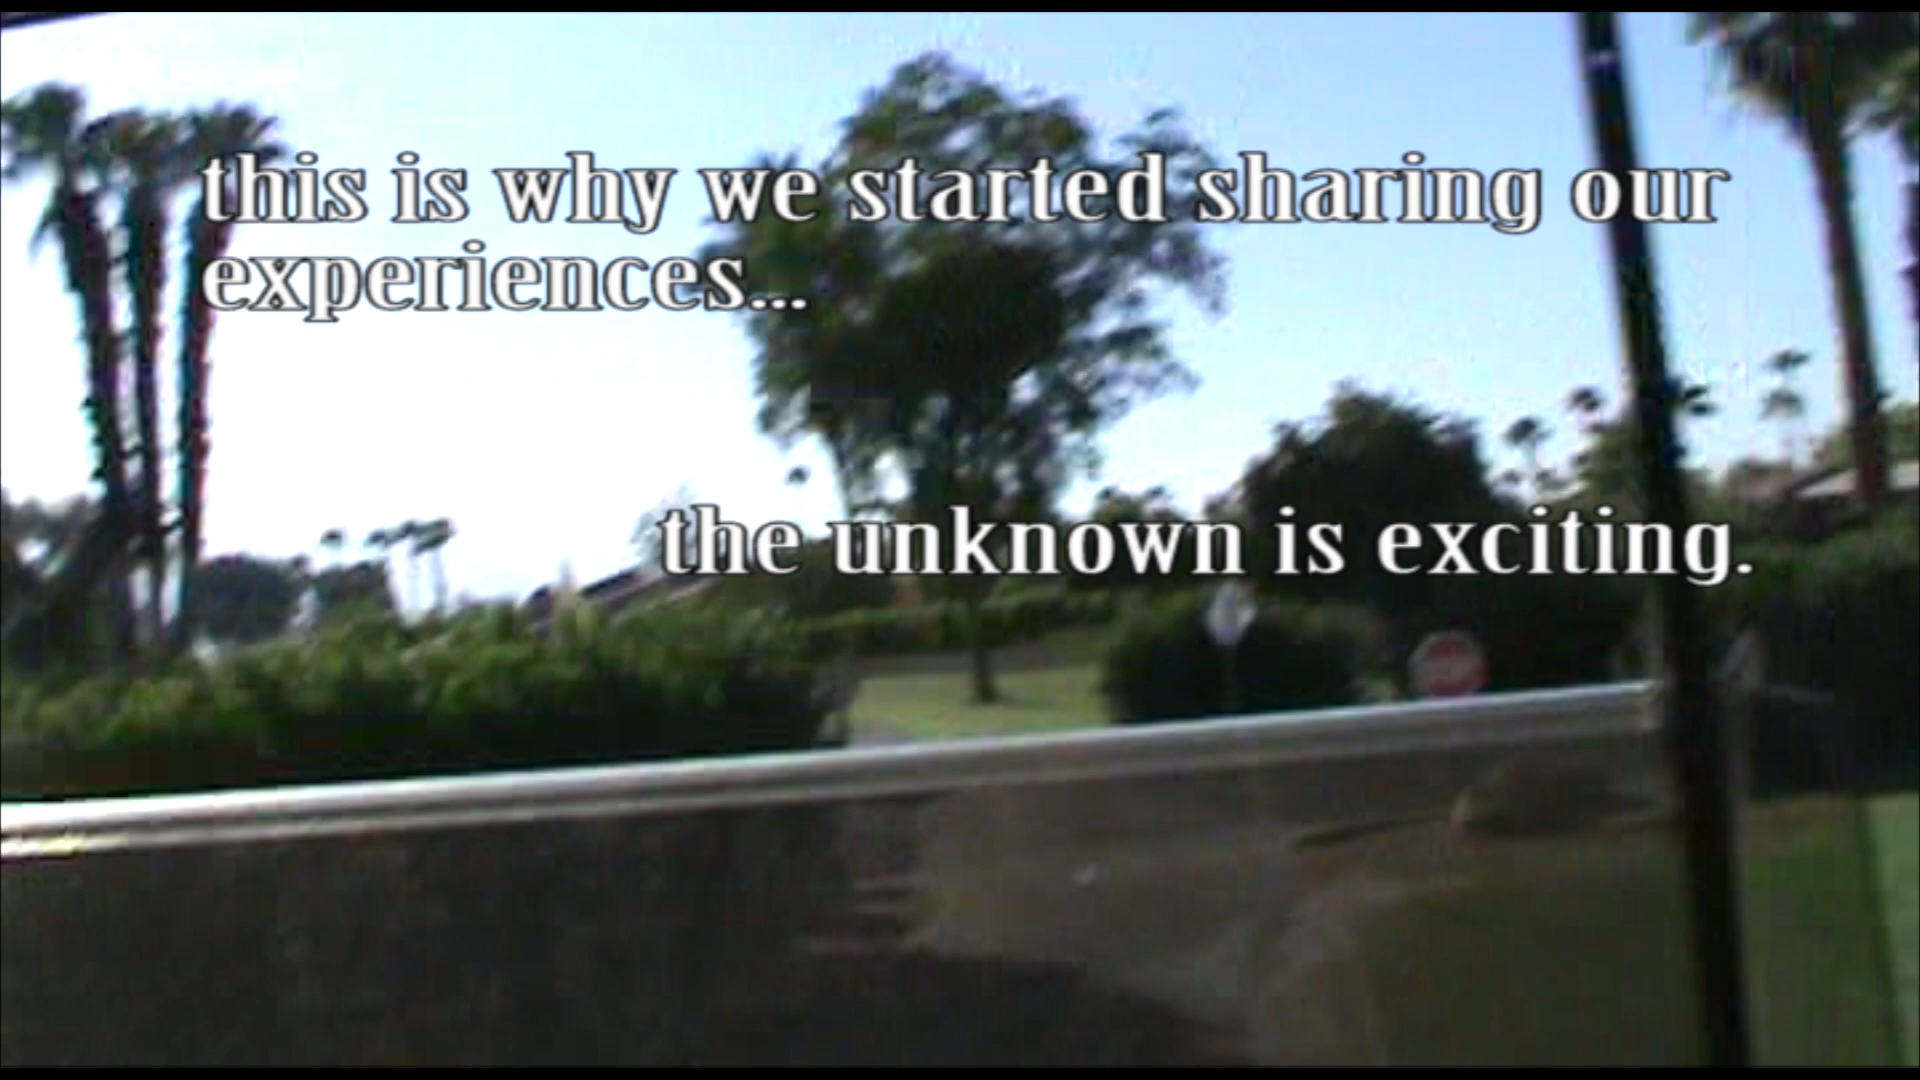 this is why we started sharing our
experiences...
the unknown is exciting.